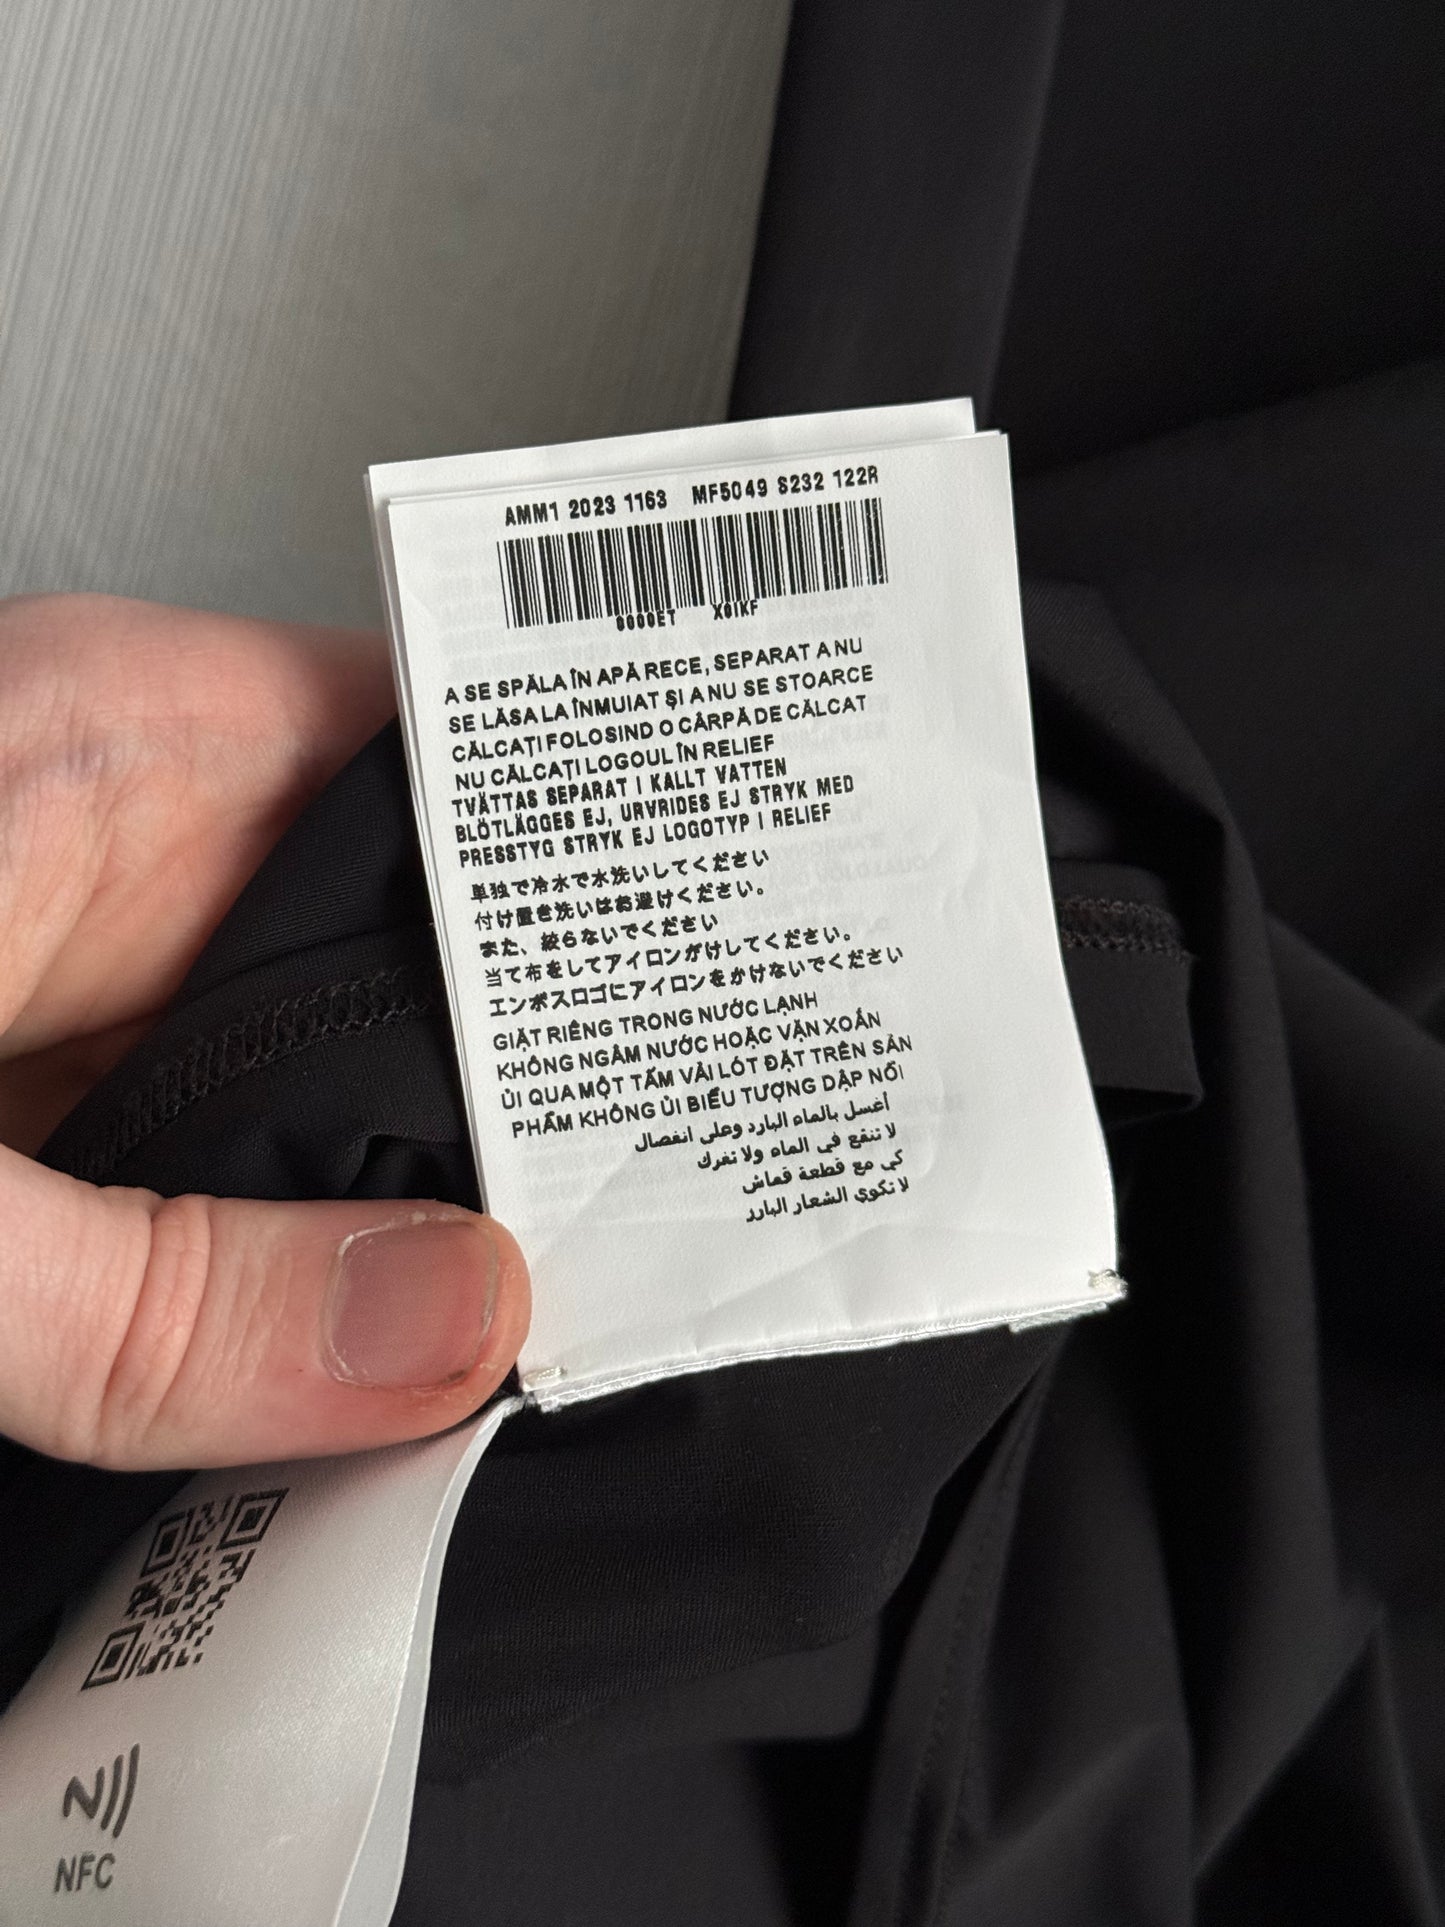 AMM1 2023 1163 MF5049 S232 122R
0000ET X0IKF
A SE SPĂLA ÎN APĂ RECE, SEPARAT A NU
SE LĂSA LA ÎNMUIAT ȘI A NU SE STOARCE
CĂLCAȚI FOLOSIND O CÂRPĂ DE CĂLCAT
NU CĂLCAȚI LOGOUL ÎN RELIEF
TVÄTTAS SEPARAT I KALLT VATTEN
BLÖTLÄGGES EJ, URVRIDES EJ STRYK MED
PRESSTYG STRYK EJ LOGOTYP I RELIEF
単独で冷水で水洗いしてください
付け置き洗いはお避けください。
また、絞らないでください
当て布をしてアイロンがけしてください。
エンボスロゴにアイロンをかけないでください
GIẶT RIÊNG TRONG NƯỚC LẠNH
KHÔNG NGÂM NƯỚC HOẶC VẶN XOẮN
ỦI QUA MỘT TẤM VẢI LÓT ĐẶT TRÊN SẢN
PHẨM KHÔNG ỦI BIỂU TƯỢNG DẬP NỔI
أغسل بالماء البارد وعلى انفصال
لا تنقع في الماء ولا تفرك
كي مع قطعة قماش
لا تكوي الشعار البارد
NFC